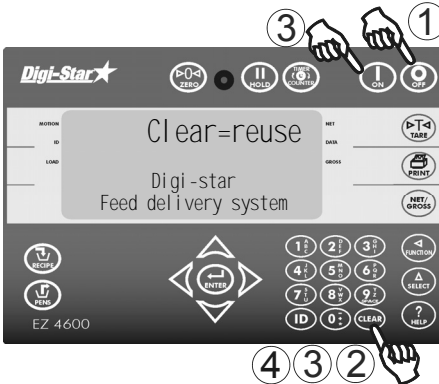 ③ ①
Digi-Star
▷0◁ ZERO
HOLD
TIMER COUNTER
ON
OFF
MOTION
ID
LOAD
Clear=reuse
Digi-star
Feed delivery system
NET
DATA
GROSS
▷T◁ TARE
PRINT
NET/GROSS
RECIPE
PENS
ENTER
1 A B C 2 D E F 3 G H I
4 J K L 5 M N O 6 P Q R
7 S T U 8 V W X 9 Y Z SPACE
ID 0 CLEAR
FUNCTION
SELECT
? HELP
EZ 4600
④ ③ ②